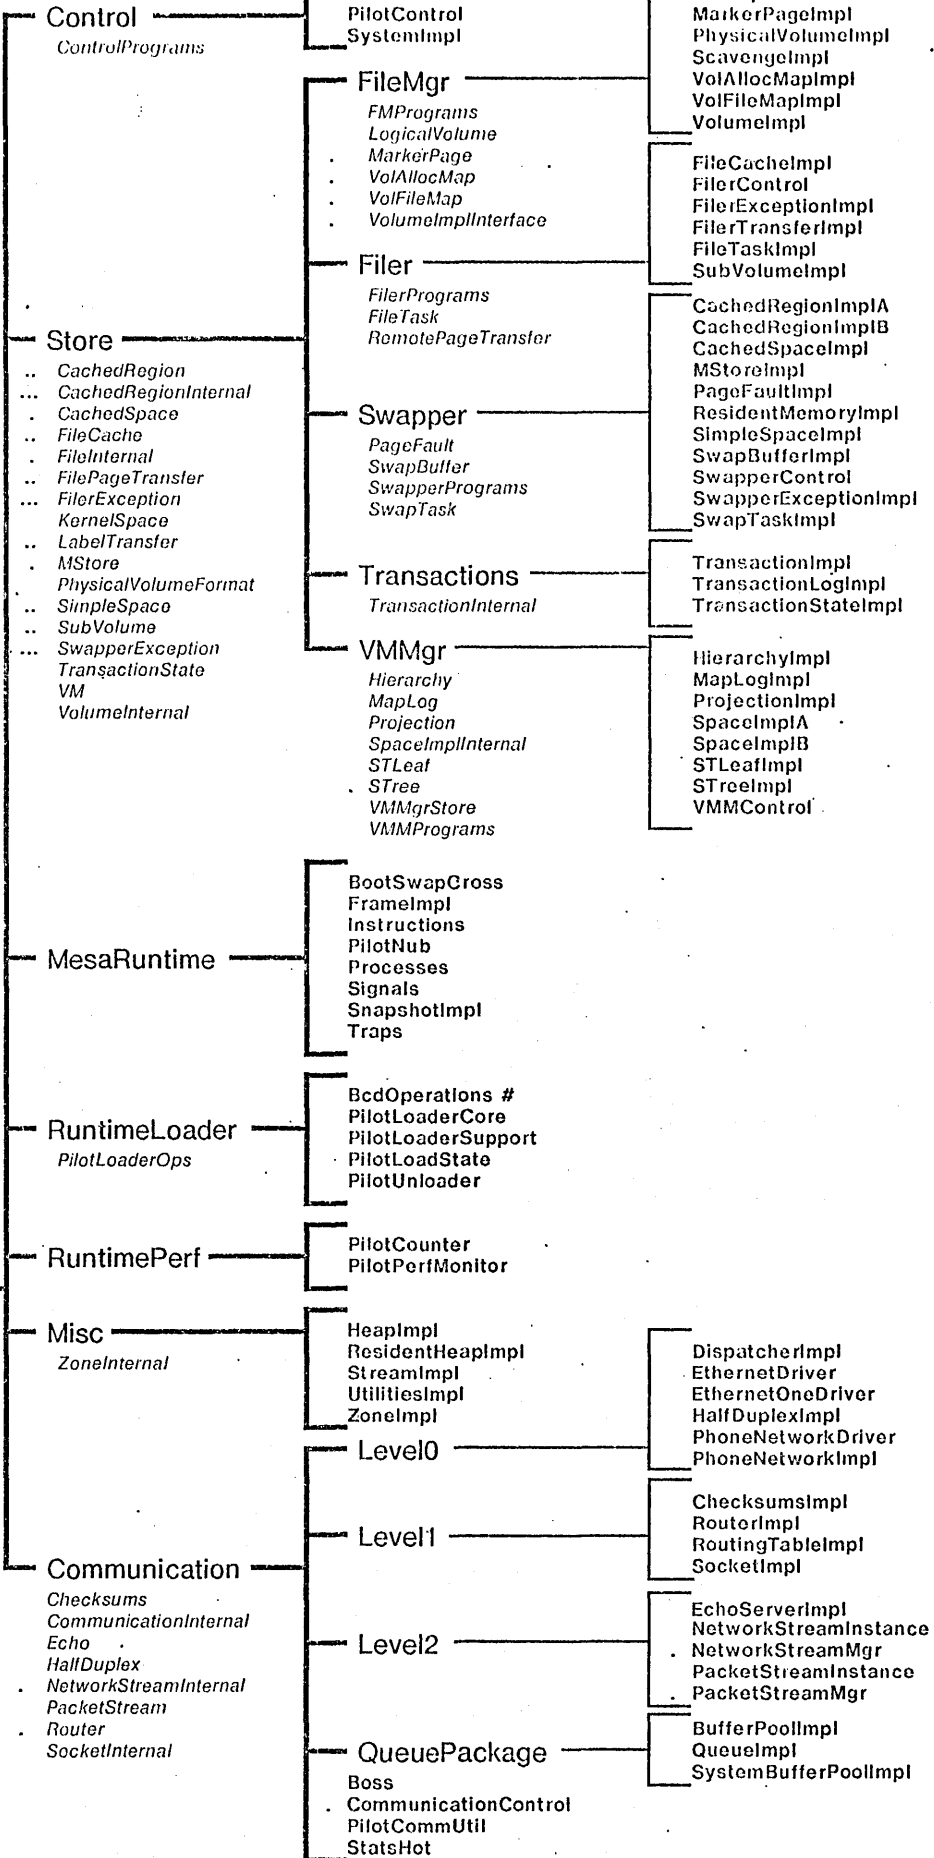 Control
ControlPrograms
PilotControl
SystemImpl
MarkerPageImpl
PhysicalVolumeImpl
ScavengeImpl
VolAllocMapImpl
VolFileMapImpl
VolumeImpl
Store
.. CachedRegion
... CachedRegionInternal
. CachedSpace
.. FileCache
. FileInternal
.. FilePageTransfer
... FilerException
KernelSpace
.. LabelTransfer
. MStore
PhysicalVolumeFormat
.. SimpleSpace
.. SubVolume
... SwapperException
TransactionState
VM
VolumeInternal
FileMgr
FMPrograms
LogicalVolume
. MarkerPage
. VolAllocMap
. VolFileMap
. VolumeImplInterface
Filer
FilerPrograms
FileTask
RemotePageTransfer
FileCacheImpl
FilerControl
FilerExceptionImpl
FilerTransferImpl
FileTaskImpl
SubVolumeImpl
Swapper
PageFault
SwapBuffer
SwapperPrograms
SwapTask
CachedRegionImplA
CachedRegionImplB
CachedSpaceImpl
MStoreImpl
PageFaultImpl
ResidentMemoryImpl
SimpleSpaceImpl
SwapBufferImpl
SwapperControl
SwapperExceptionImpl
SwapTaskImpl
Transactions
TransactionInternal
TransactionImpl
TransactionLogImpl
TransactionStateImpl
VMMgr
Hierarchy
MapLog
Projection
SpaceImplInternal
STLeaf
. STree
VMMgrStore
VMMPrograms
HierarchyImpl
MapLogImpl
ProjectionImpl
SpaceImplA
SpaceImplB
STLeafImpl
STreeImpl
VMMControl
MesaRuntime
BootSwapCross
FrameImpl
Instructions
PilotNub
Processes
Signals
SnapshotImpl
Traps
RuntimeLoader
PilotLoaderOps
BcdOperations #
PilotLoaderCore
PilotLoaderSupport
PilotLoadState
PilotUnloader
RuntimePerf
PilotCounter
PilotPerfMonitor
Misc
ZoneInternal
HeapImpl
ResidentHeapImpl
StreamImpl
UtilitiesImpl
ZoneImpl
Communication
Checksums
CommunicationInternal
Echo
HalfDuplex
. NetworkStreamInternal
PacketStream
. Router
SocketInternal
Level0
DispatcherImpl
EthernetDriver
EthernetOneDriver
HalfDuplexImpl
PhoneNetworkDriver
PhoneNetworkImpl
Level1
ChecksumsImpl
RouterImpl
RoutingTableImpl
SocketImpl
Level2
EchoServerImpl
NetworkStreamInstance
. NetworkStreamMgr
PacketStreamInstance
. PacketStreamMgr
QueuePackage
BufferPoolImpl
QueueImpl
SystemBufferPoolImpl
Boss
. CommunicationControl
PilotCommUtil
StatsHot